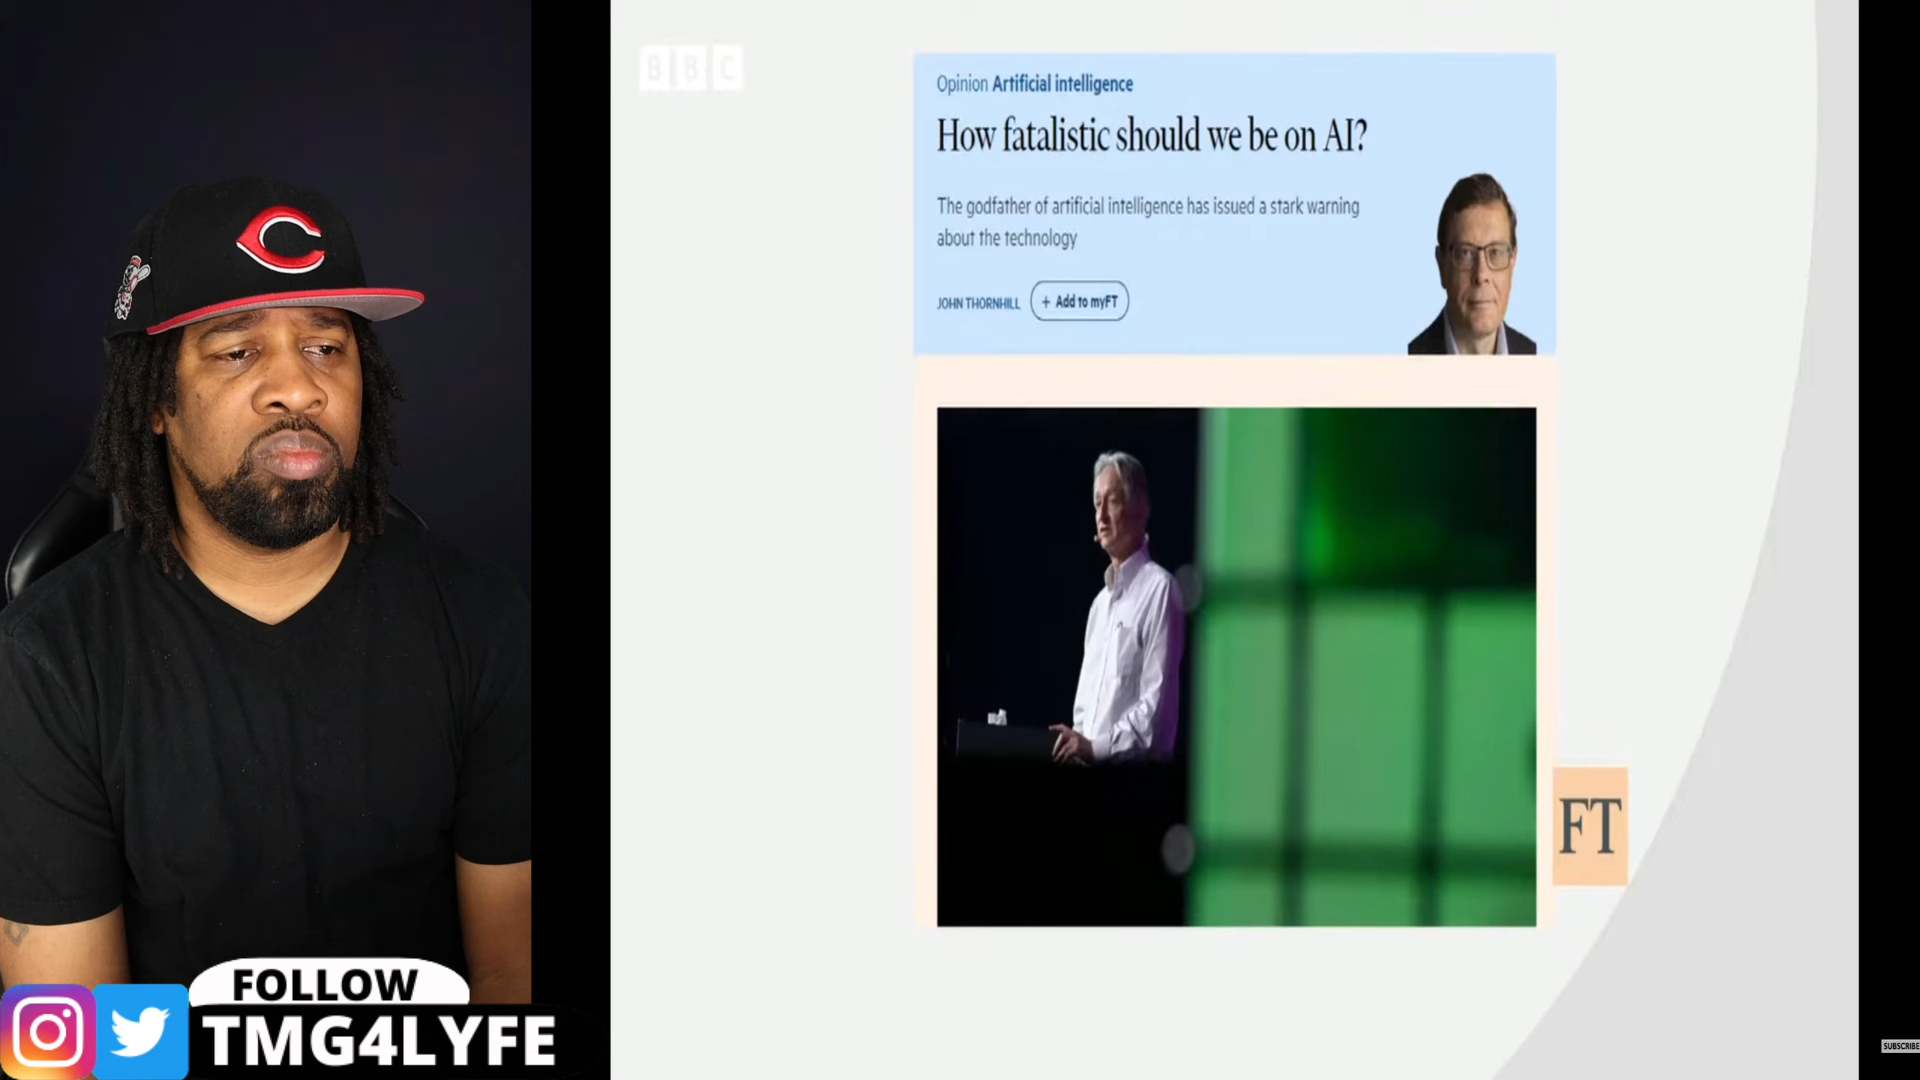 BBC
Opinion Artificial intelligence
How fatalistic should we be on AI?
The godfather of artificial intelligence has issued a stark warning
about the technology
JOHN THORNHILL
+ Add to myFT
FT
C
FOLLOW
TMG4LYFE
SUBSCRIBE